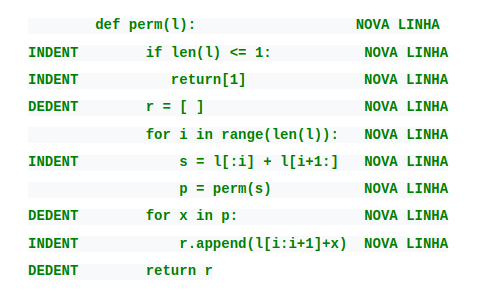 def perm(l): NOVA LINHA
INDENT if len(l) <= 1: NOVA LINHA
INDENT return[1] NOVA LINHA
DEDENT r = [ ] NOVA LINHA
for i in range(len(l)): NOVA LINHA
INDENT s = l[:i] + l[i+1:] NOVA LINHA
p = perm(s) NOVA LINHA
DEDENT for x in p: NOVA LINHA
INDENT r.append(l[i:i+1]+x) NOVA LINHA
DEDENT return r